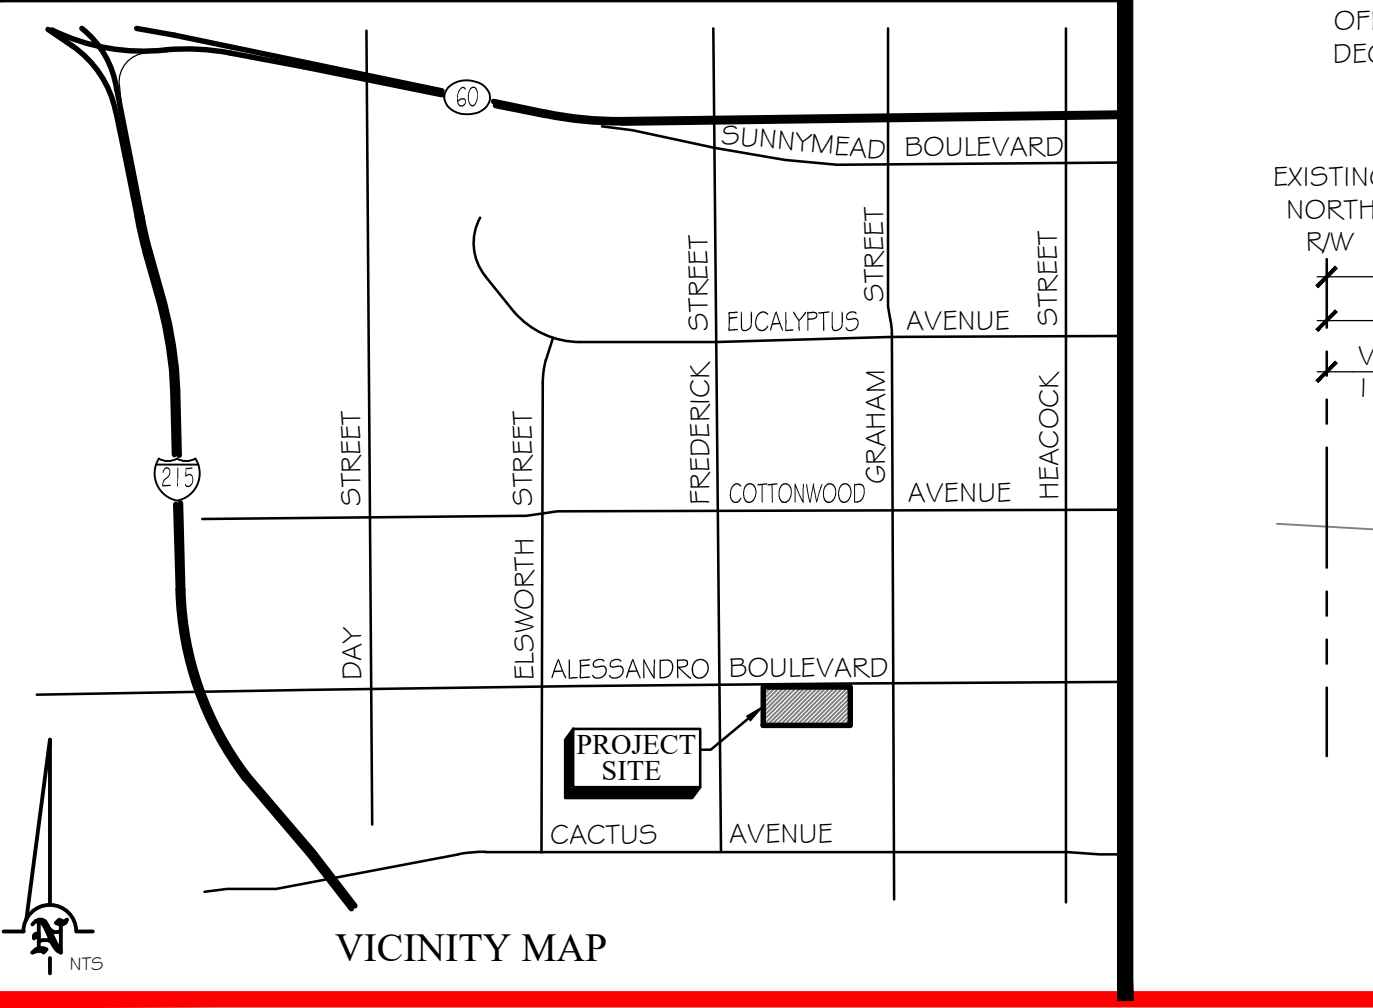 60
SUNNYMEAD BOULEVARD
STREET
STREET
STREET
EUCALYPTUS AVENUE
FREDERICK
GRAHAM
HEACOCK
STREET
STREET
215
COTTONWOOD AVENUE
ELSWORTH
DAY
ALESSANDRO BOULEVARD
PROJECT
SITE
CACTUS AVENUE
N
NTS
VICINITY MAP
EXISTING
NORTH
R/W